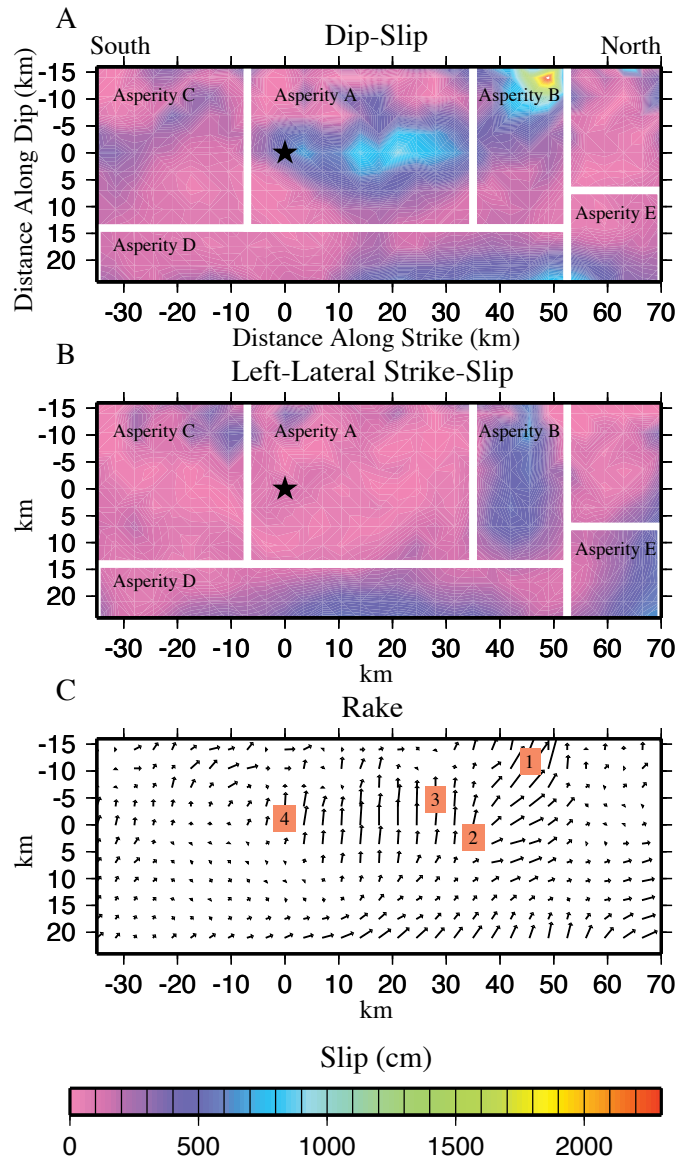 A
Dip-Slip
South
North
Distance Along Dip (km)
-15
-10
-5
0
5
10
15
20
Asperity C
Asperity A
Asperity B
Asperity E
Asperity D
-30 -20 -10 0 10 20 30 40 50 60 70
Distance Along Strike (km)
B
Left-Lateral Strike-Slip
km
-15
-10
-5
0
5
10
15
20
Asperity C
Asperity A
Asperity B
Asperity E
Asperity D
-30 -20 -10 0 10 20 30 40 50 60 70
km
C
Rake
km
-15
-10
-5
0
5
10
15
20
1
3
4
2
-30 -20 -10 0 10 20 30 40 50 60 70
km
Slip (cm)
0 500 1000 1500 2000